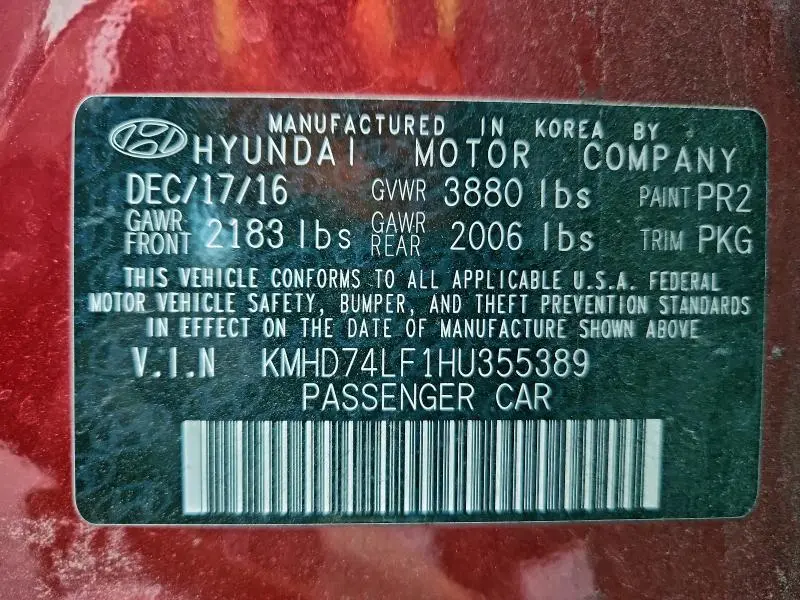 MANUFACTURED IN KOREA BY
HYUNDAI MOTOR COMPANY
DEC/17/16 GVWR 3880 lbs PAINT PR2
GAWR FRONT 2183 lbs GAWR REAR 2006 lbs TRIM PKG
THIS VEHICLE CONFORMS TO ALL APPLICABLE U.S.A. FEDERAL
MOTOR VEHICLE SAFETY, BUMPER, AND THEFT PREVENTION STANDARDS
IN EFFECT ON THE DATE OF MANUFACTURE SHOWN ABOVE
V.I.N KMHD74LF1HU355389
PASSENGER CAR